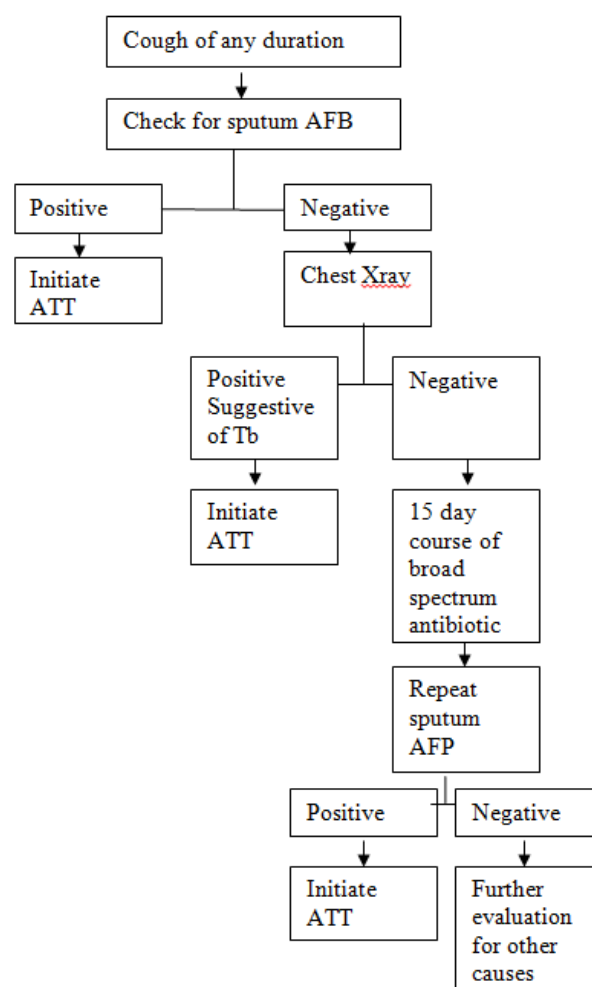 Cough of any duration
Check for sputum AFB
Positive
Negative
Initiate
ATT
Chest Xray
Positive
Suggestive
of Tb
Negative
Initiate
ATT
15 day
course of
broad
spectrum
antibiotic
Repeat
sputum
AFP
Positive
Negative
Initiate
ATT
Further
evaluation
for other
causes